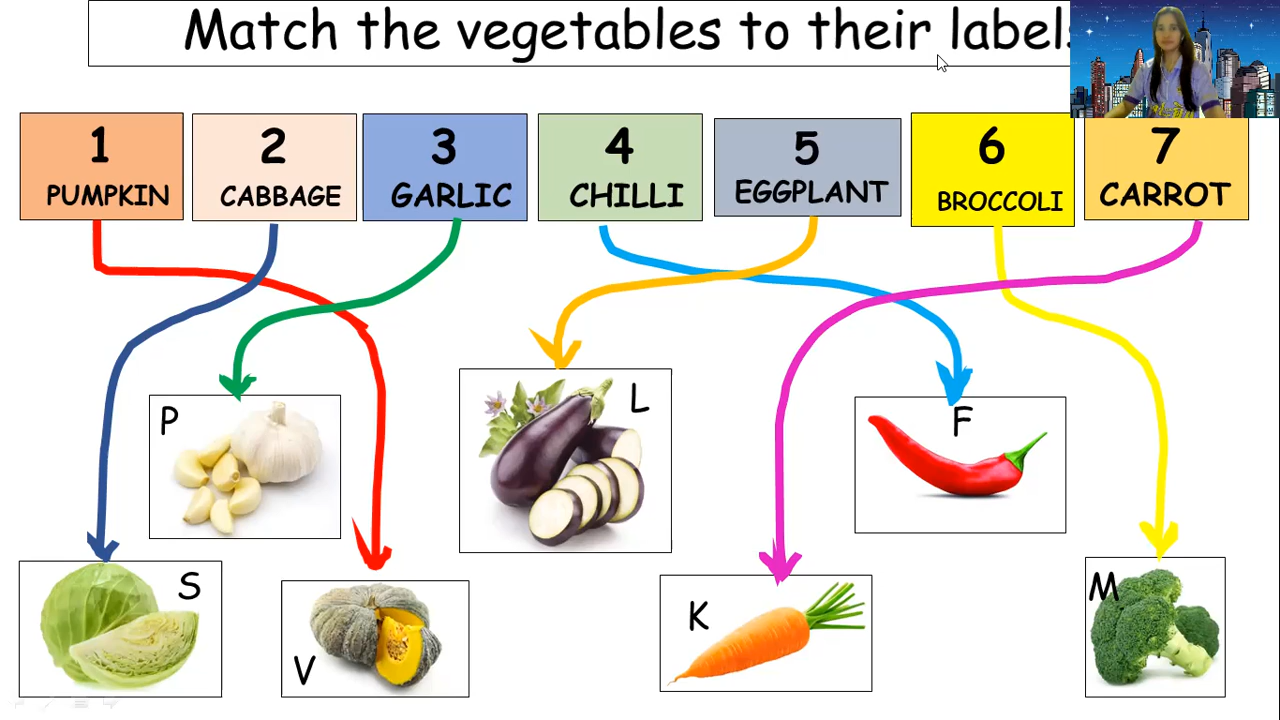 Match the vegetables to their label
1
PUMPKIN
2
CABBAGE
3
GARLIC
4
CHILLI
5
EGGPLANT
6
BROCCOLI
7
CARROT
P
L
F
S
V
K
M